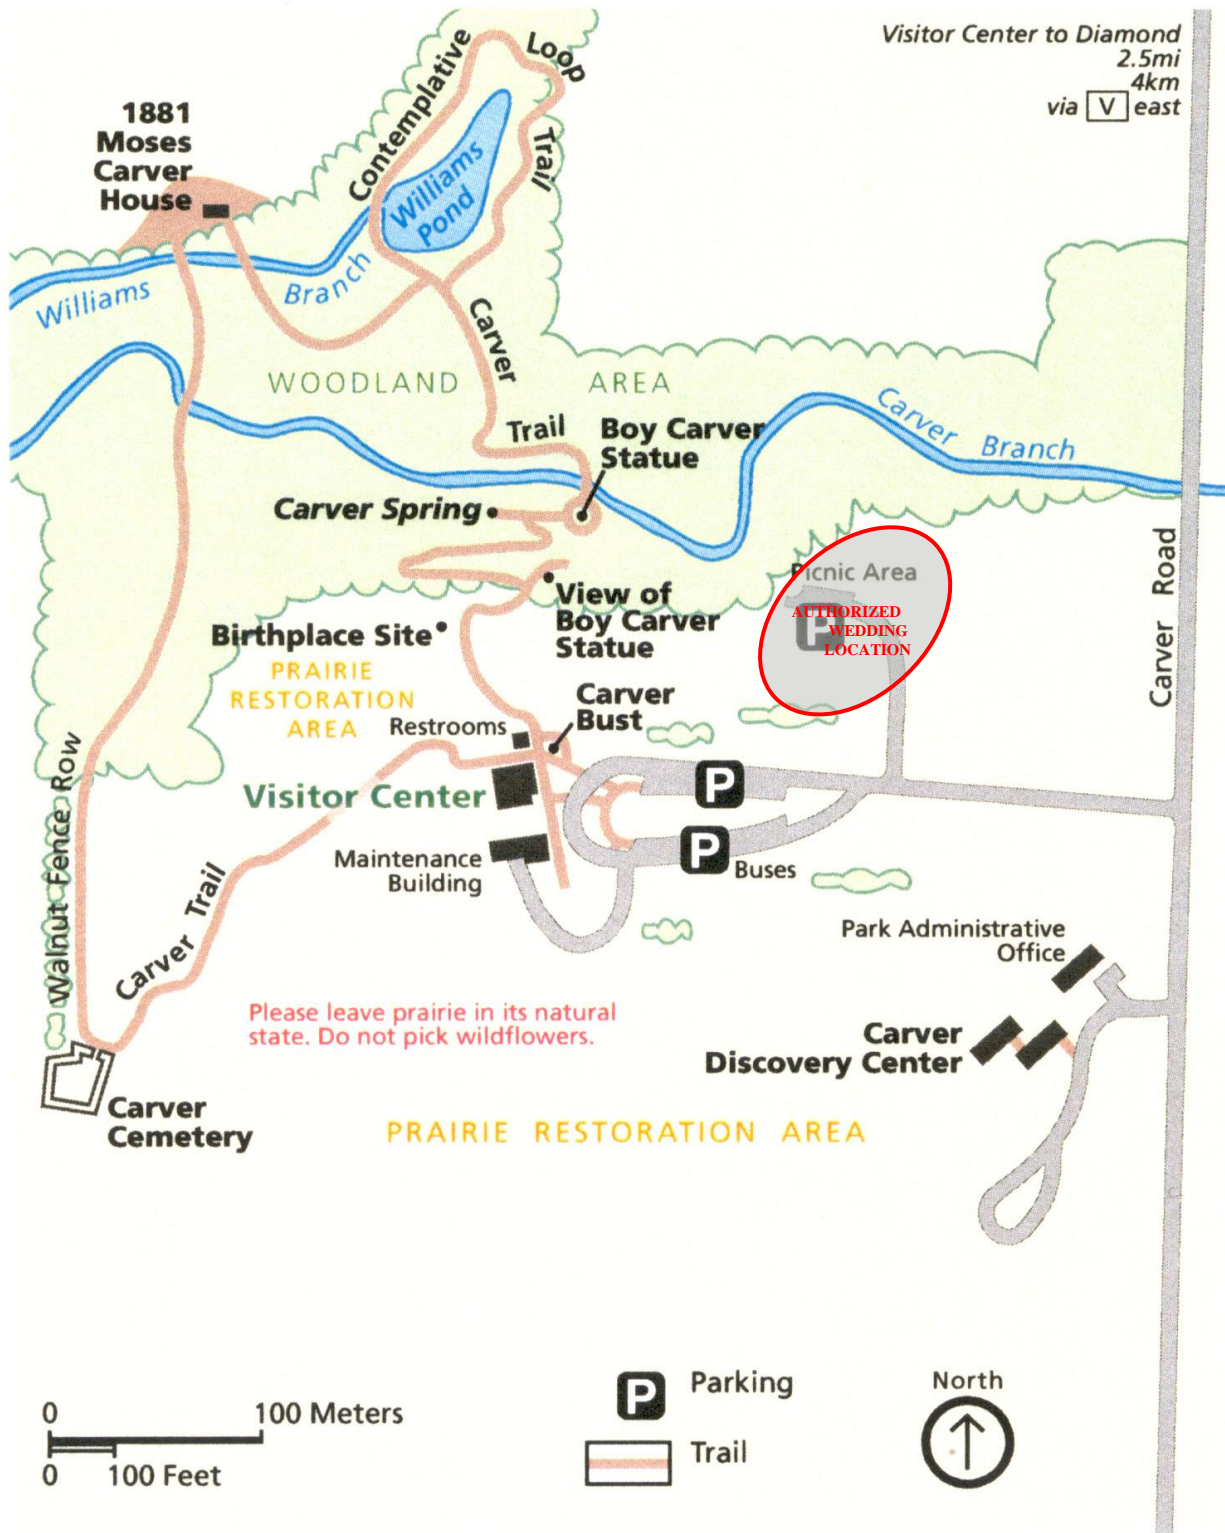 Visitor Center to Diamond
2.5mi
4km
via V east
Contemplative
Loop
Trail
1881
Moses
Carver
House
Williams
Pond
Williams
Branch
Carver
Trail
WOODLAND AREA
Boy Carver
Statue
Carver Branch
Carver Spring
Picnic Area
View of
Boy Carver
Statue
P
AUTHORIZED
WEDDING
LOCATION
Birthplace Site
PRAIRIE
RESTORATION
AREA
Carver Road
Carver
Bust
Restrooms
Visitor Center
P
P
Buses
Maintenance
Building
Walnut Fence Row
Carver Trail
Park Administrative
Office
Please leave prairie in its natural
state. Do not pick wildflowers.
Carver
Discovery Center
Carver
Cemetery
PRAIRIE RESTORATION AREA
P Parking
Trail
North
0 100 Meters
0 100 Feet